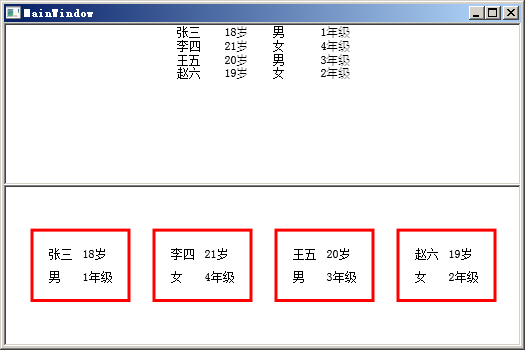 MainWindow
张三 18岁 男 1年级
李四 21岁 女 4年级
王五 20岁 男 3年级
赵六 19岁 女 2年级
张三 18岁
男 1年级
李四 21岁
女 4年级
王五 20岁
男 3年级
赵六 19岁
女 2年级